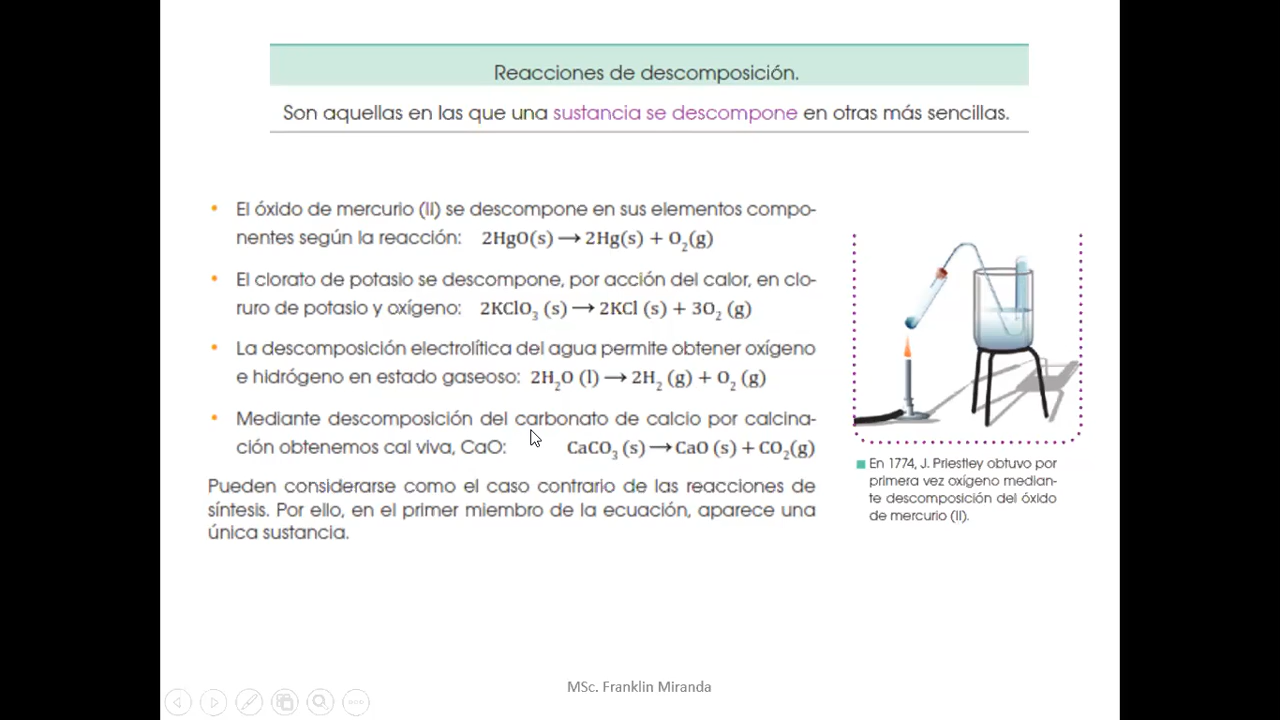 Reacciones de descomposición.
Son aquellas en las que una sustancia se descompone en otras más sencillas.
• El óxido de mercurio (II) se descompone en sus elementos compo-
nentes según la reacción: 2HgO(s) → 2Hg(s) + O₂(g)
• El clorato de potasio se descompone, por acción del calor, en clo-
ruro de potasio y oxígeno: 2KClO₃ (s) → 2KCl (s) + 3O₂ (g)
• La descomposición electrolítica del agua permite obtener oxígeno
e hidrógeno en estado gaseoso: 2H₂O (l) → 2H₂ (g) + O₂ (g)
• Mediante descomposición del carbonato de calcio por calcina-
ción obtenemos cal viva, CaO: CaCO₃ (s) → CaO (s) + CO₂(g)
Pueden considerarse como el caso contrario de las reacciones de
síntesis. Por ello, en el primer miembro de la ecuación, aparece una
única sustancia.
En 1774, J. Priestley obtuvo por
primera vez oxígeno median-
te descomposición del óxido
de mercurio (II).
MSc. Franklin Miranda